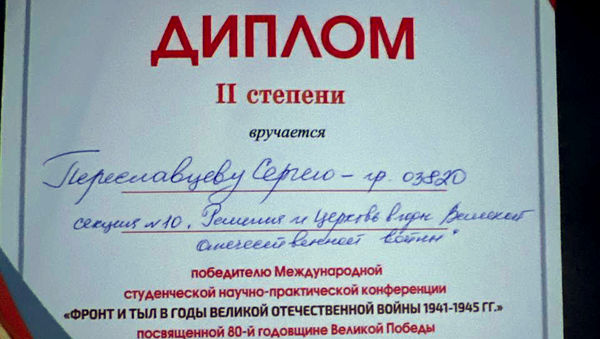 ДИПЛОМ
II степени
вручается
Переславцеву Сергею – гр. 03820
секция №10. Религия и Церковь в годы Великой
Отечественной войны"
победителю Международной
студенческой научно-практической конференции
«ФРОНТ И ТЫЛ В ГОДЫ ВЕЛИКОЙ ОТЕЧЕСТВЕННОЙ ВОЙНЫ 1941-1945 ГГ.»
посвященной 80-й годовщине Великой Победы